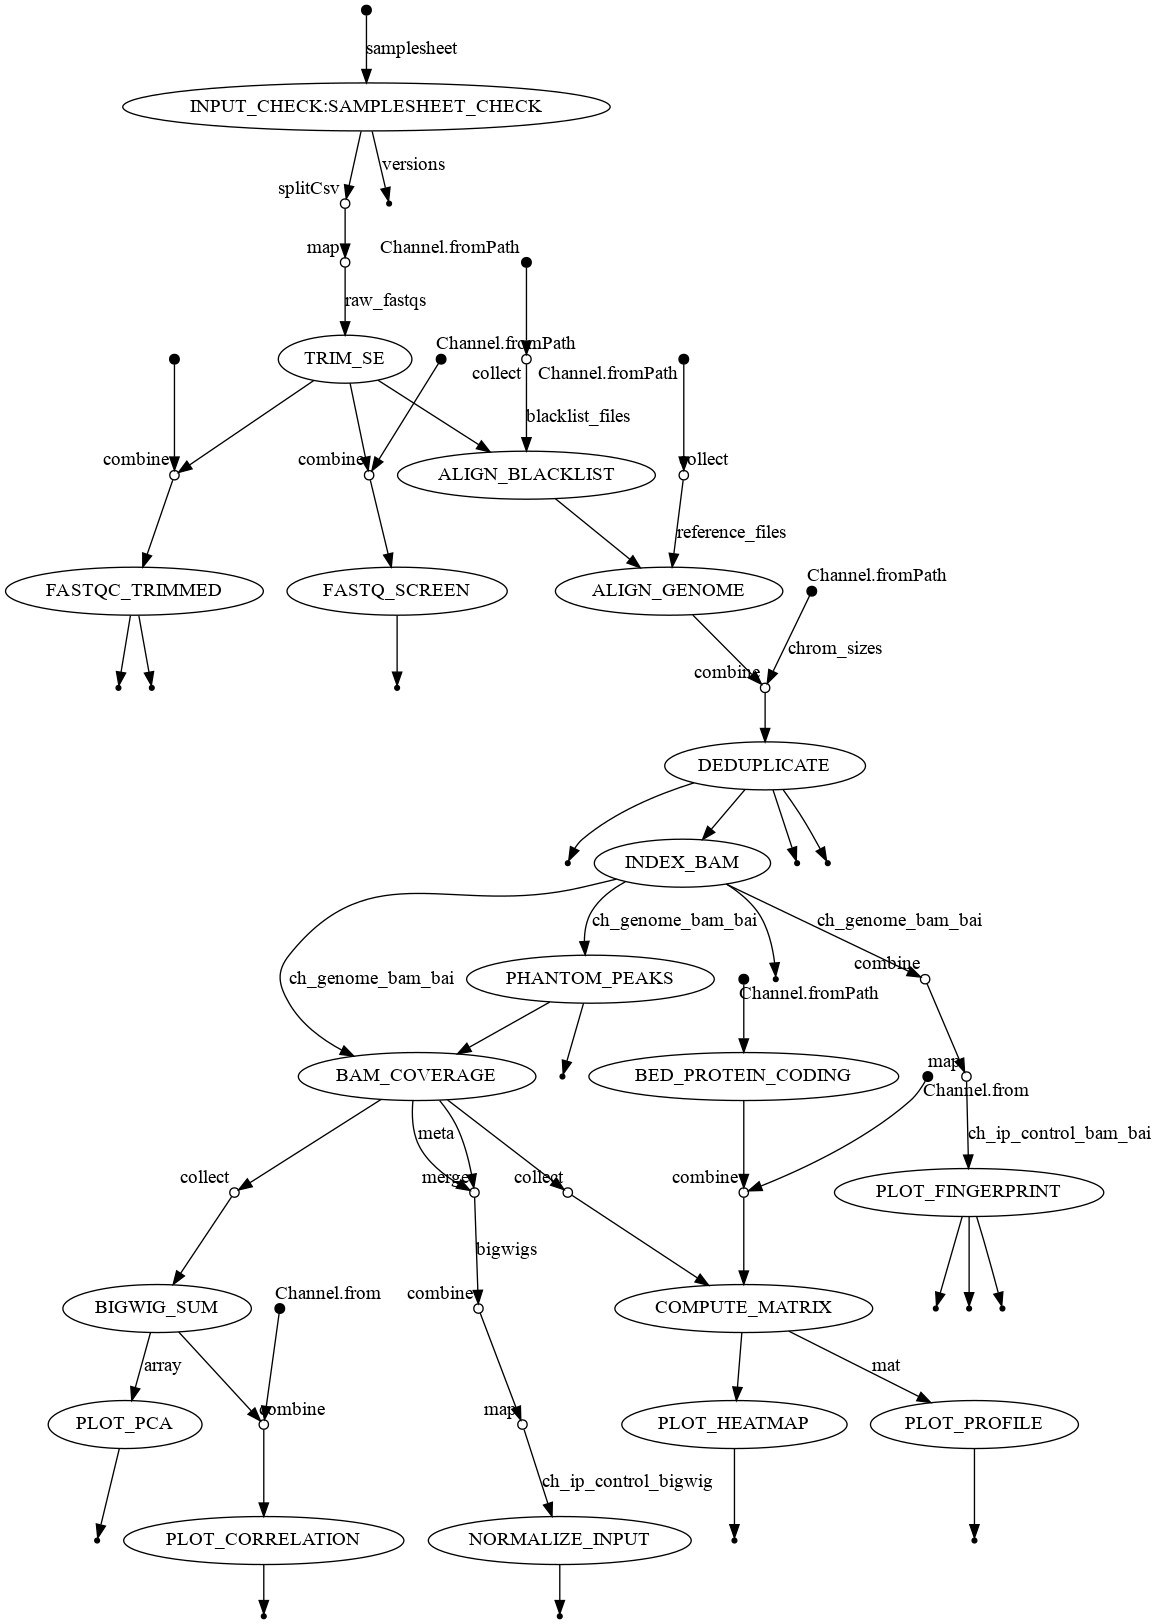 samplesheet
INPUT_CHECK:SAMPLESHEET_CHECK
versions
splitCsv
map
Channel.fromPath
raw_fastqs
TRIM_SE
Channel.fromPath
collect
Channel.fromPath
blacklist_files
combine
combine
ALIGN_BLACKLIST
collect
reference_files
FASTQC_TRIMMED
FASTQ_SCREEN
ALIGN_GENOME
Channel.fromPath
chrom_sizes
combine
DEDUPLICATE
INDEX_BAM
ch_genome_bam_bai
ch_genome_bam_bai
combine
ch_genome_bam_bai
PHANTOM_PEAKS
Channel.fromPath
map
BAM_COVERAGE
BED_PROTEIN_CODING
Channel.from
meta
ch_ip_control_bam_bai
collect
merge
collect
combine
PLOT_FINGERPRINT
bigwigs
Channel.from
combine
BIGWIG_SUM
COMPUTE_MATRIX
array
mat
combine
map
PLOT_PCA
PLOT_HEATMAP
PLOT_PROFILE
ch_ip_control_bigwig
PLOT_CORRELATION
NORMALIZE_INPUT